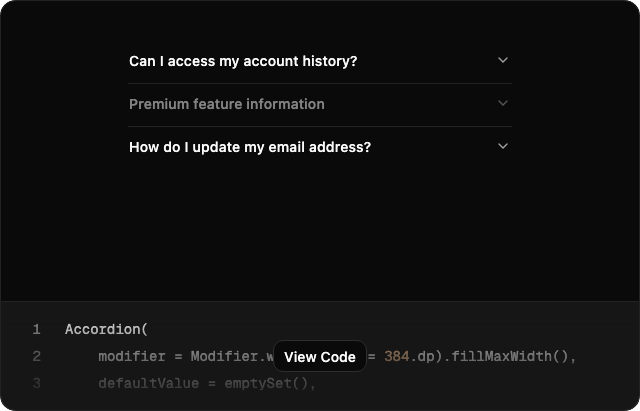 Can I access my account history?
Premium feature information
How do I update my email address?
1 Accordion(
2 modifier = Modifier.w = 384.dp).fillMaxWidth(),
View Code
3 defaultValue = emptySet(),